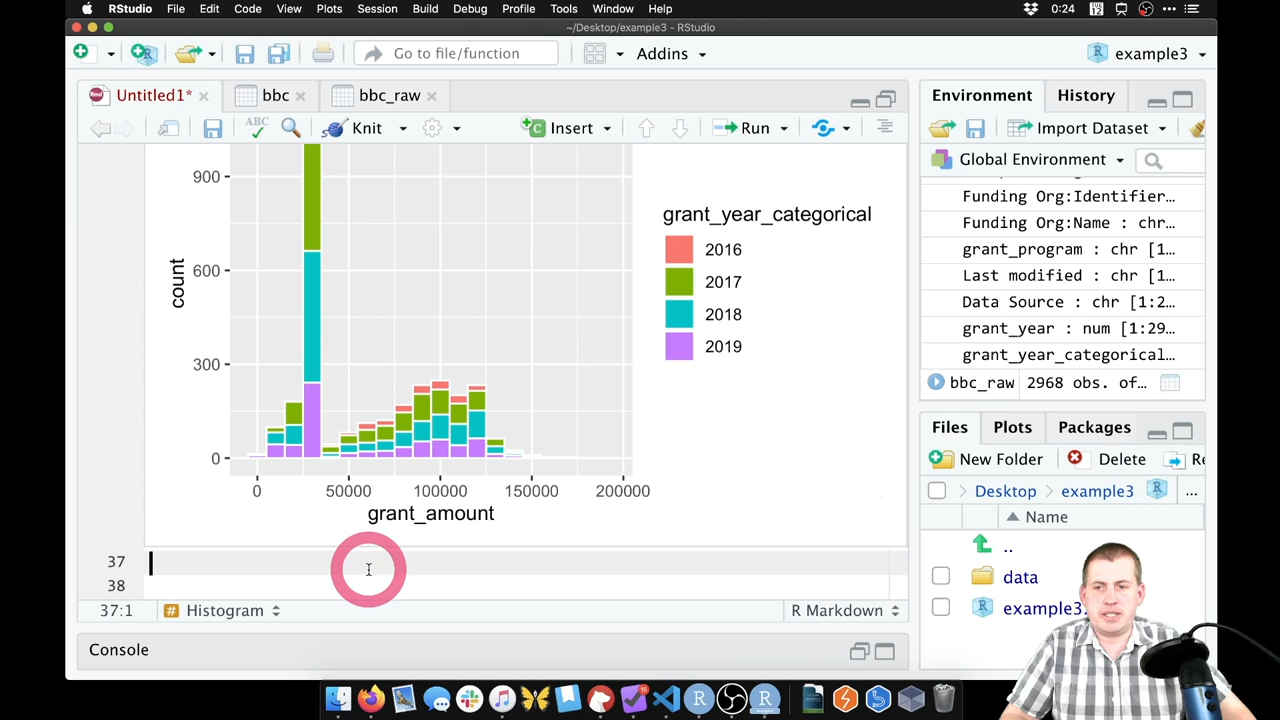 RStudio File Edit Code View Plots Session Build Debug Profile Tools Window Help 0:24
~/Desktop/example3 - RStudio
Go to file/function Addins example3
Untitled1* bbc bbc_raw
ABC Knit Insert Run
900
600
300
0
count
0 50000 100000 150000 200000
grant_amount
grant_year_categorical
2016
2017
2018
2019
37
38
37:1 Histogram R Markdown
Console
Environment History
Import Dataset
Global Environment
Funding Org:Identifier…
Funding Org:Name : chr…
grant_program : chr [1…
Last modified : chr [1…
Data Source : chr [1:2…
grant_year : num [1:29…
grant_year_categorical…
bbc_raw 2968 obs. of…
Files Plots Packages
New Folder Delete Re
Desktop example3 ...
Name
..
data
example3.